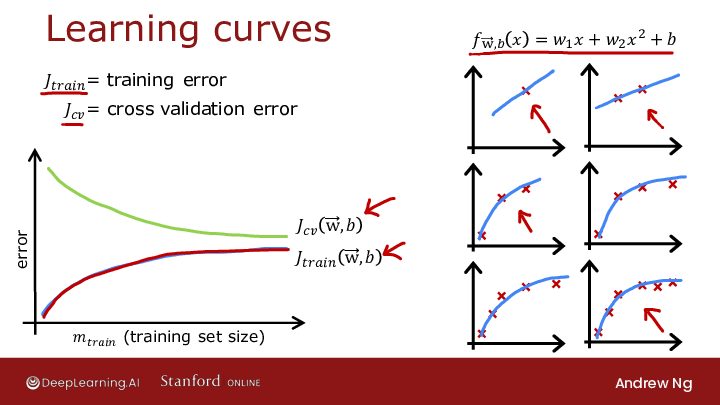 Learning curves
$f_{\vec{w},b}(x) = w_1x + w_2x^2 + b$
$J_{train}$ = training error
$J_{cv}$ = cross validation error
$J_{cv}(\vec{w}, b)$
$J_{train}(\vec{w}, b)$
error
$m_{train}$ (training set size)
DeepLearning.AI
Stanford ONLINE
Andrew Ng